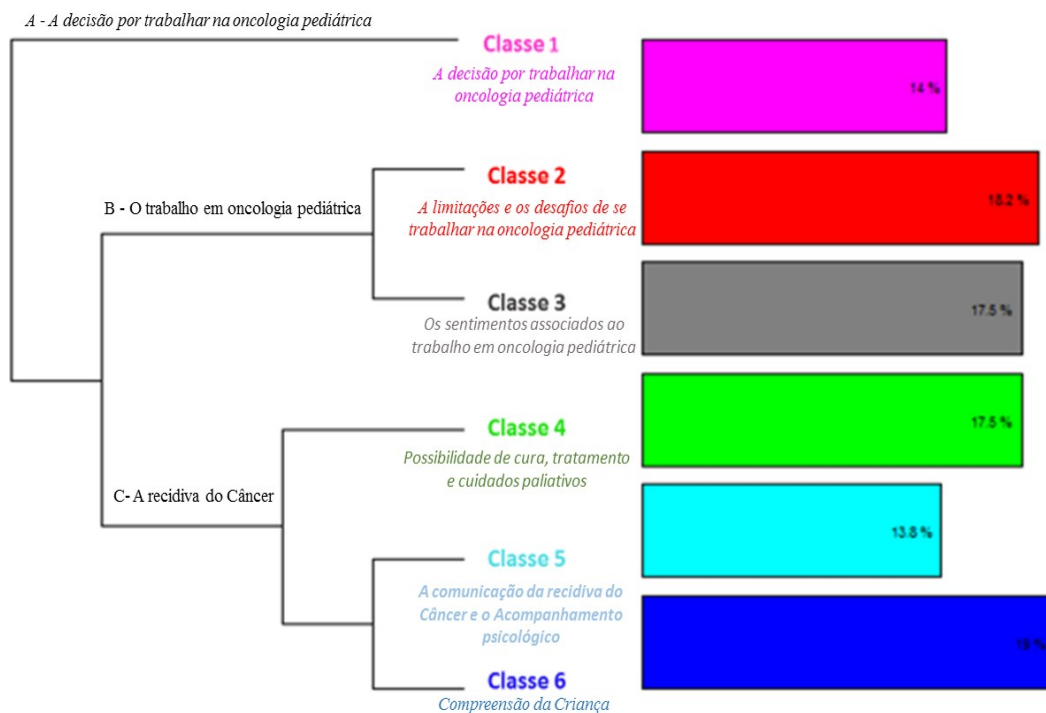 A - A decisão por trabalhar na oncologia pediátrica
Classe 1
A decisão por trabalhar na
oncologia pediátrica
14 %
Classe 2
B - O trabalho em oncologia pediátrica
A limitações e os desafios de se
trabalhar na oncologia pediátrica
18.2 %
Classe 3
Os sentimentos associados ao
trabalho em oncologia pediátrica
17.5 %
Classe 4
Possibilidade de cura, tratamento
e cuidados paliativos
17.5 %
C- A recidiva do Câncer
Classe 5
A comunicação da recidiva do
Câncer e o Acompanhamento
psicológico
13.8 %
Classe 6
Compreensão da Criança
19 %